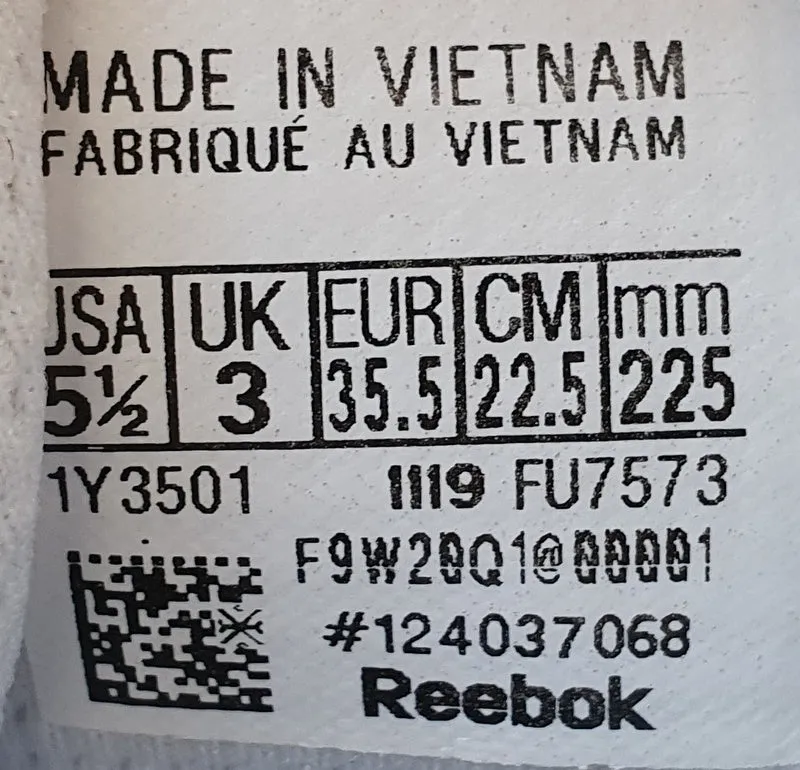 MADE IN VIETNAM
FABRIQUÉ AU VIETNAM
USA UK EUR CM mm
5½ 3 35.5 22.5 225
1Y3501 1119 FU7573
F9W20Q1@00001
#124037068
Reebok